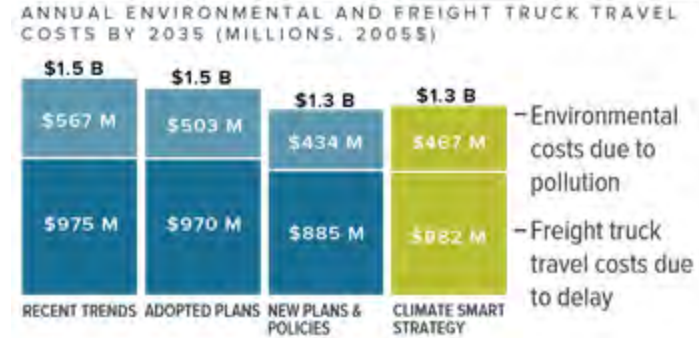 ANNUAL ENVIRONMENTAL AND FREIGHT TRUCK TRAVEL
COSTS BY 2035 (MILLIONS, 2005$)
$1.5 B
$1.5 B
$1.3 B
$1.3 B
$567 M
$503 M
$434 M
$467 M
Environmental
costs due to
pollution
$975 M
$970 M
$885 M
Freight truck
travel costs due
to delay
RECENT TRENDS
ADOPTED PLANS
NEW PLANS &
POLICIES
CLIMATE SMART
STRATEGY